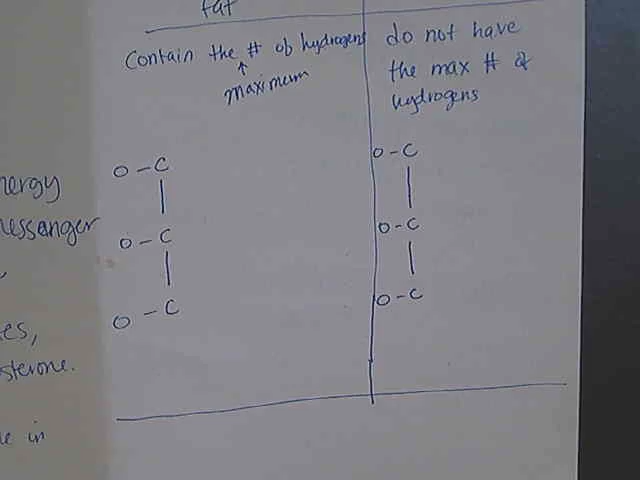 fat
Contain the # of hydrogens
↑
maximum
O - C
|
O - C
|
O - C
do not have
the max # of
hydrogens
O - C
|
O - C
|
O - C
nergy
essanger
es,
sterone.
e in